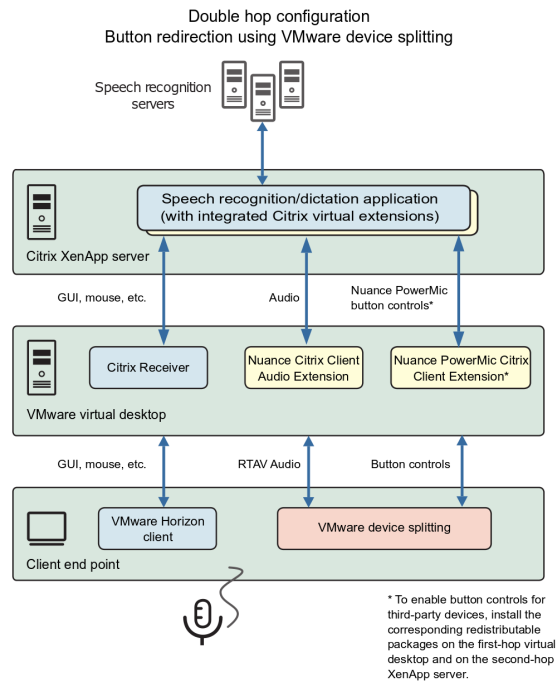 Double hop configuration
Button redirection using VMware device splitting
Speech recognition
servers
Speech recognition/dictation application
(with integrated Citrix virtual extensions)
Citrix XenApp server
GUI, mouse, etc.
Audio
Nuance PowerMic
button controls*
Citrix Receiver
Nuance Citrix Client
Audio Extension
Nuance PowerMic Citrix
Client Extension*
VMware virtual desktop
GUI, mouse, etc.
RTAV Audio
Button controls
VMware Horizon
client
VMware device splitting
Client end point
* To enable button controls for
third-party devices, install the
corresponding redistributable
packages on the first-hop virtual
desktop and on the second-hop
XenApp server.